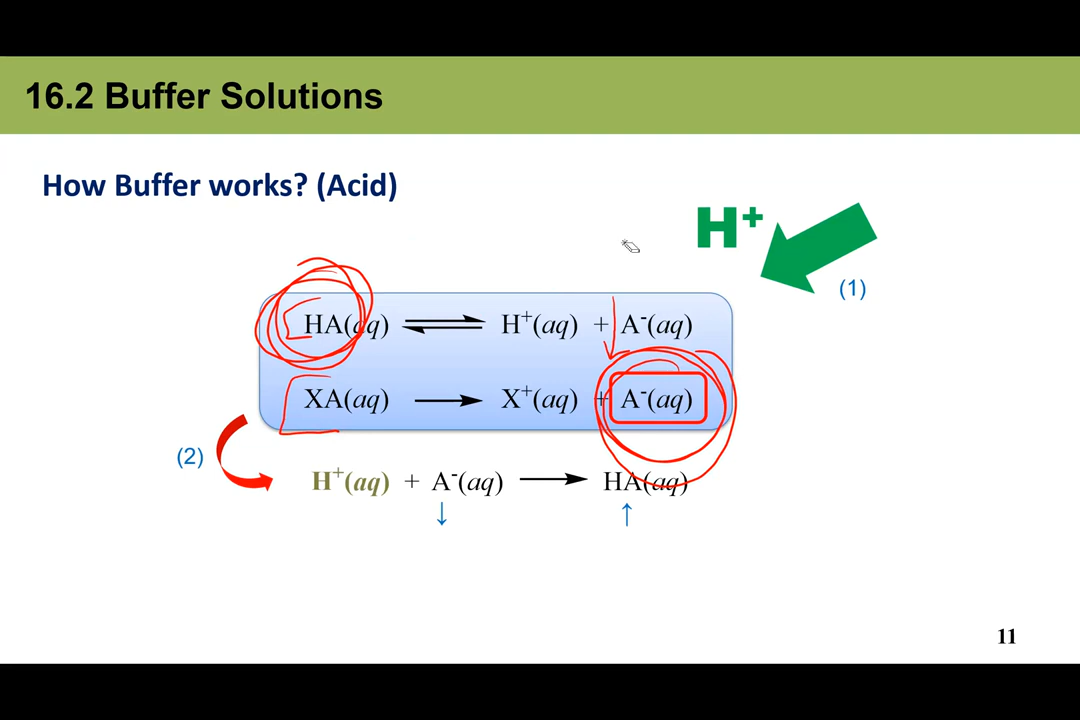 16.2 Buffer Solutions
How Buffer works? (Acid)
H⁺
(1)
HA(aq) ⇌ H⁺(aq) + A⁻(aq)
XA(aq) → X⁺(aq) + A⁻(aq)
(2)
H⁺(aq) + A⁻(aq) → HA(aq)
↓ ↑
11